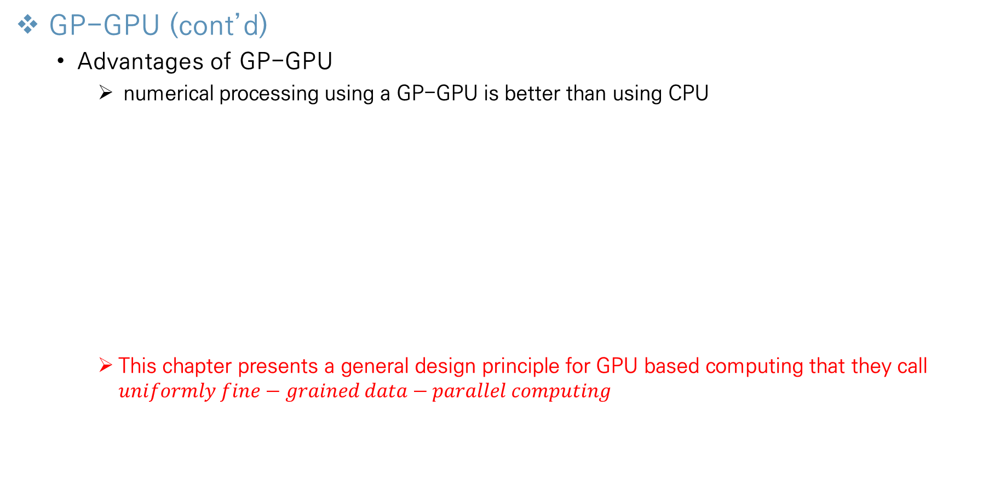 ❖ GP-GPU (cont’d)
• Advantages of GP-GPU
➢ numerical processing using a GP-GPU is better than using CPU
➢ This chapter presents a general design principle for GPU based computing that they call
uniformly fine − grained data − parallel computing